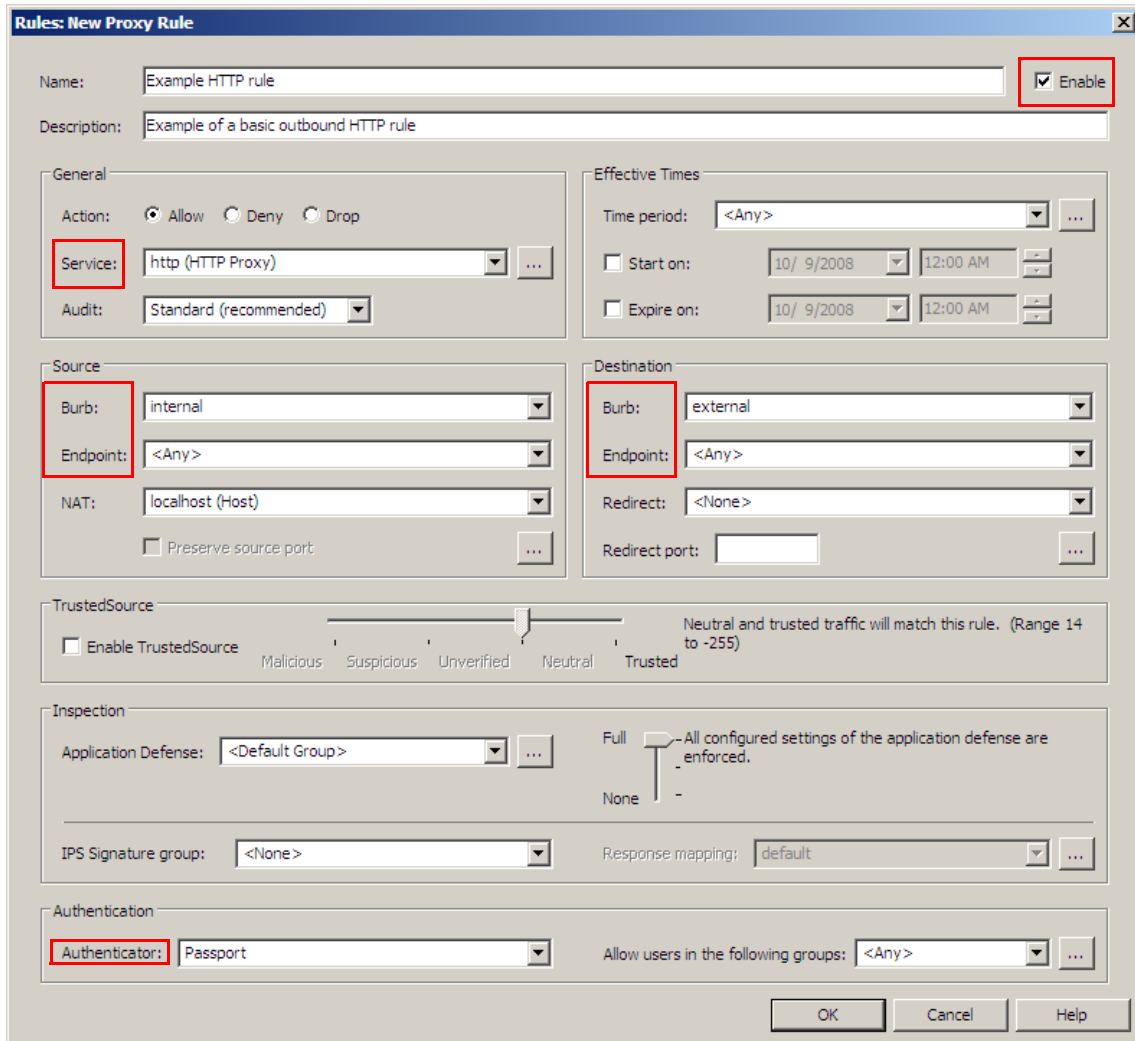 Rules: New Proxy Rule
Name: Example HTTP rule
Enable
Description: Example of a basic outbound HTTP rule
General
Action: Allow Deny Drop
Service: http (HTTP Proxy) ...
Audit: Standard (recommended)
Effective Times
Time period: <Any> ...
Start on: 10/ 9/2008 12:00 AM
Expire on: 10/ 9/2008 12:00 AM
Source
Burb: internal
Endpoint: <Any>
NAT: localhost (Host)
Preserve source port ...
Destination
Burb: external
Endpoint: <Any>
Redirect: <None>
Redirect port: ...
TrustedSource
Enable TrustedSource
Malicious Suspicious Unverified Neutral Trusted
Neutral and trusted traffic will match this rule. (Range 14
to -255)
Inspection
Application Defense: <Default Group> ...
Full
None
All configured settings of the application defense are
enforced.
IPS Signature group: <None>
Response mapping: default ...
Authentication
Authenticator: Passport
Allow users in the following groups: <Any> ...
OK Cancel Help